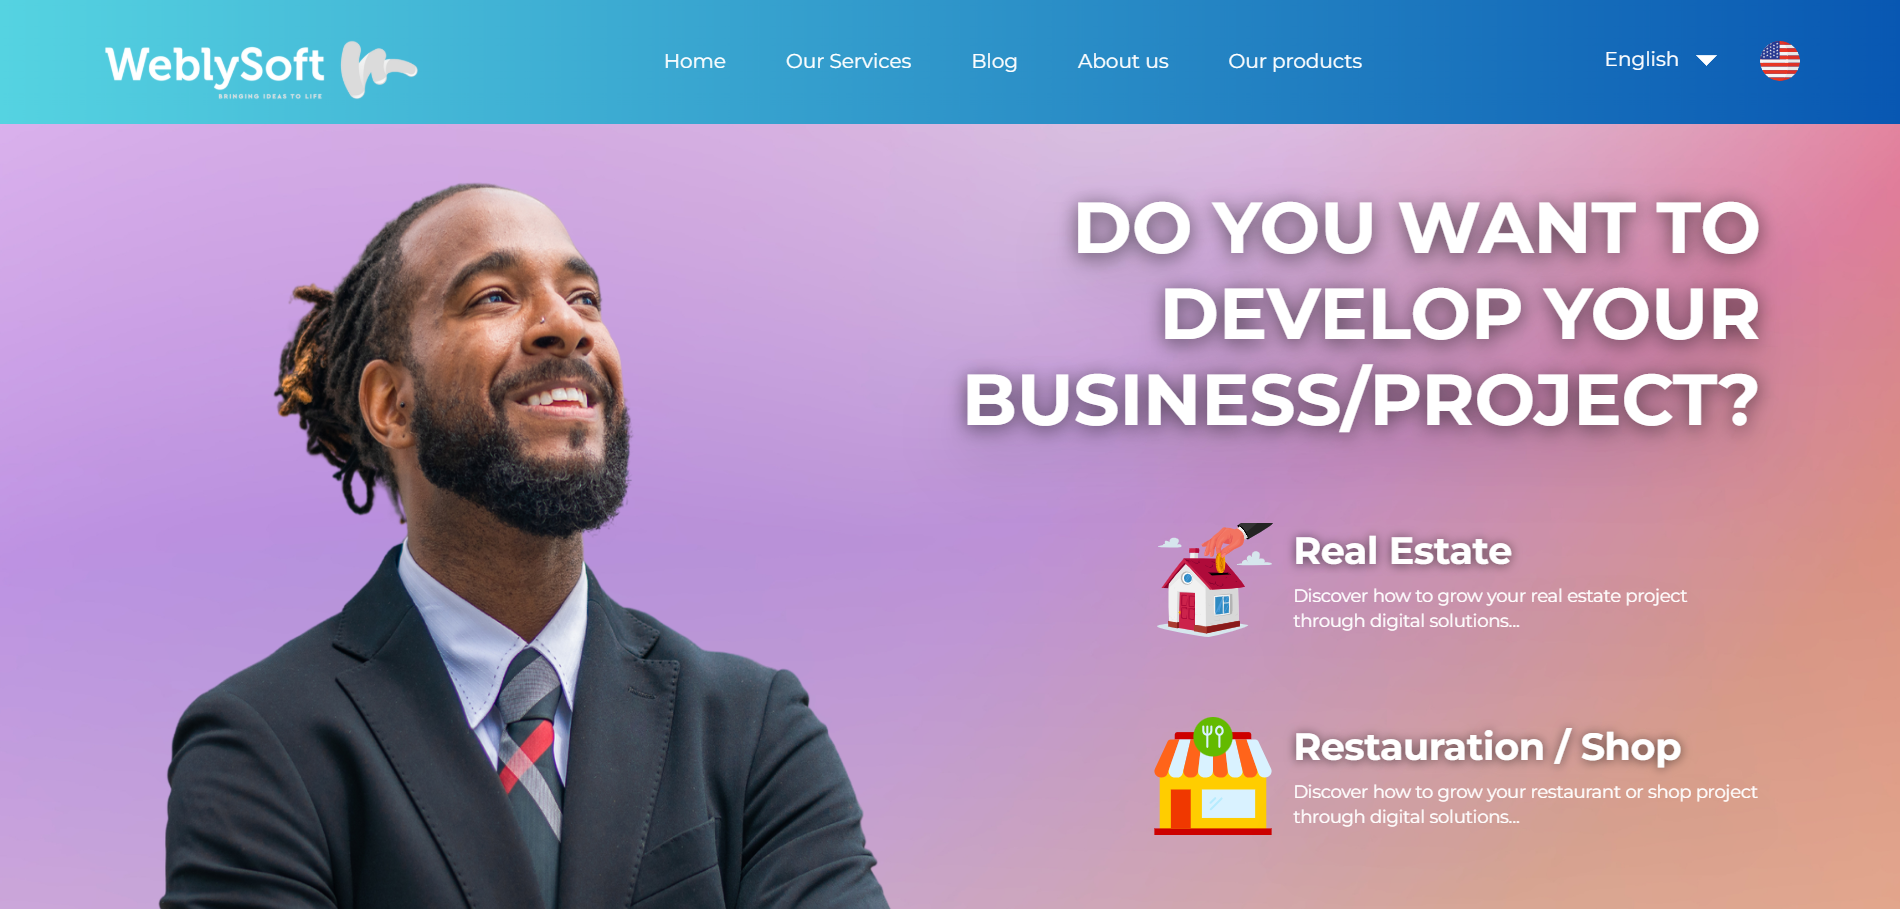 WeblySoft
BRINGING IDEAS TO LIFE
Home
Our Services
Blog
About us
Our products
English
DO YOU WANT TO
DEVELOP YOUR
BUSINESS/PROJECT?
Real Estate
Discover how to grow your real estate project
through digital solutions...
Restauration / Shop
Discover how to grow your restaurant or shop project
through digital solutions...